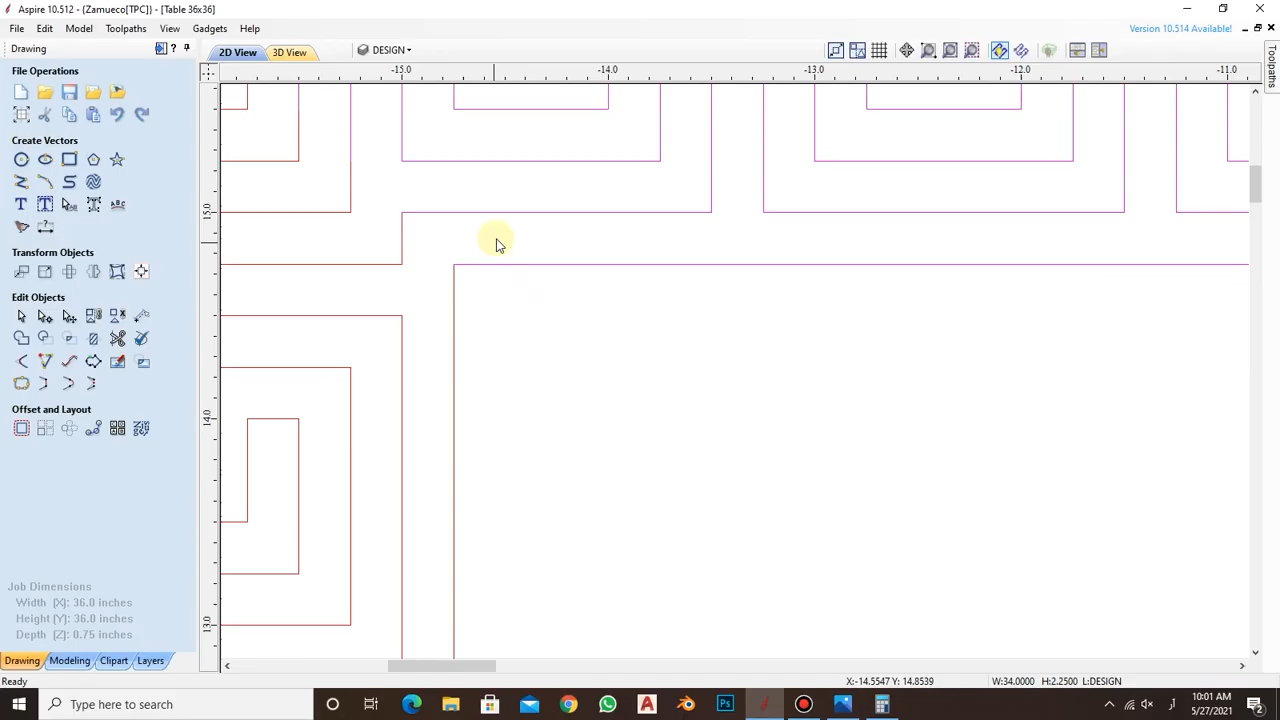 Aspire 10.512 - {Zamueco[TPC]} - [Table 36x36]
File Edit Model Toolpaths View Gadgets Help
Version 10.514 Available!
Drawing
2D View 3D View DESIGN
File Operations
Create Vectors
Transform Objects
Edit Objects
Offset and Layout
-15.0 -14.0 -13.0 -12.0 -11.0
15.0
14.0
13.0
Toolpaths
Job Dimensions
Width (X): 36.0 inches
Height (Y): 36.0 inches
Depth (Z): 0.75 inches
Drawing Modeling Clipart Layers
Ready
X:-14.5547 Y: 14.8539
W:34.0000 H:2.2500 L:DESIGN
Type here to search
10:01 AM
5/27/2021